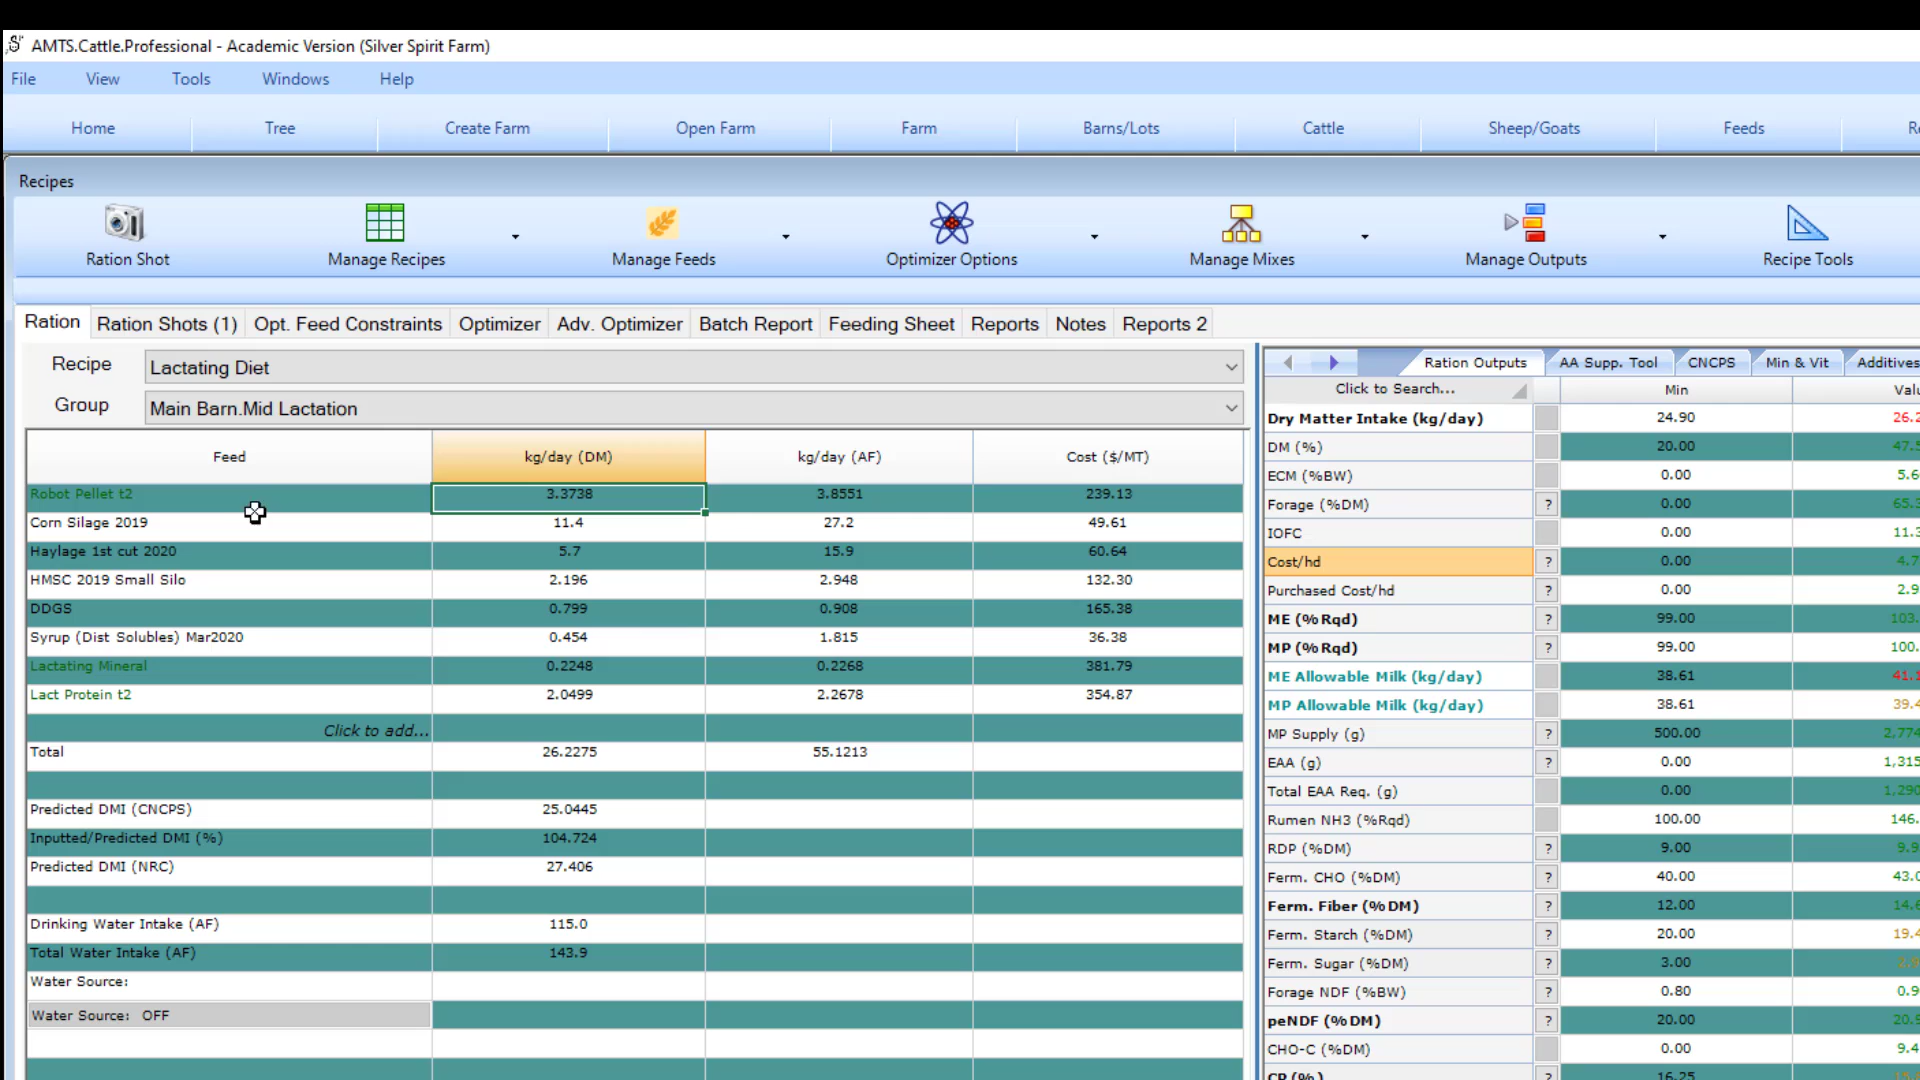 AMTS.Cattle.Professional - Academic Version (Silver Spirit Farm)
File View Tools Windows Help
Home Tree Create Farm Open Farm Farm Barns/Lots Cattle Sheep/Goats Feeds
Recipes
Ration Shot Manage Recipes Manage Feeds Optimizer Options Manage Mixes Manage Outputs Recipe Tools
Ration Ration Shots (1) Opt. Feed Constraints Optimizer Adv. Optimizer Batch Report Feeding Sheet Reports Notes Reports 2
Recipe Lactating Diet
Group Main Barn.Mid Lactation
Feed kg/day (DM) kg/day (AF) Cost ($/MT)
Robot Pellet t2 3.3738 3.8551 239.13
Corn Silage 2019 11.4 27.2 49.61
Haylage 1st cut 2020 5.7 15.9 60.64
HMSC 2019 Small Silo 2.196 2.948 132.30
DDGS 0.799 0.908 165.38
Syrup (Dist Solubles) Mar2020 0.454 1.815 36.38
Lactating Mineral 0.2248 0.2268 381.79
Lact Protein t2 2.0499 2.2678 354.87
Click to add...
Total 26.2275 55.1213
Predicted DMI (CNCPS) 25.0445
Inputted/Predicted DMI (%) 104.724
Predicted DMI (NRC) 27.406
Drinking Water Intake (AF) 115.0
Total Water Intake (AF) 143.9
Water Source:
Water Source: OFF
Ration Outputs AA Supp. Tool CNCPS Min & Vit Additives
Click to Search... Min
Dry Matter Intake (kg/day) 24.90
DM (%) 20.00
ECM (%BW) 0.00
Forage (%DM) ? 0.00
IOFC 0.00
Cost/hd ? 0.00
Purchased Cost/hd ? 0.00
ME (%Rqd) ? 99.00
MP (%Rqd) ? 99.00
ME Allowable Milk (kg/day) 38.61
MP Allowable Milk (kg/day) 38.61
MP Supply (g) ? 500.00
EAA (g) ? 0.00
Total EAA Req. (g) 0.00
Rumen NH3 (%Rqd) 100.00
RDP (%DM) ? 9.00
Ferm. CHO (%DM) ? 40.00
Ferm. Fiber (%DM) ? 12.00
Ferm. Starch (%DM) ? 20.00
Ferm. Sugar (%DM) ? 3.00
Forage NDF (%BW) ? 0.80
peNDF (%DM) ? 20.00
CHO-C (%DM) 0.00
CP (%) ? 16.25